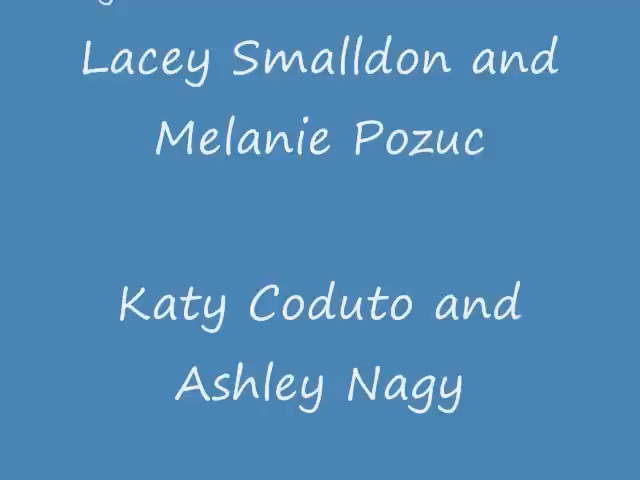 Lacey Smalldon and
Melanie Pozuc
Katy Coduto and
Ashley Nagy